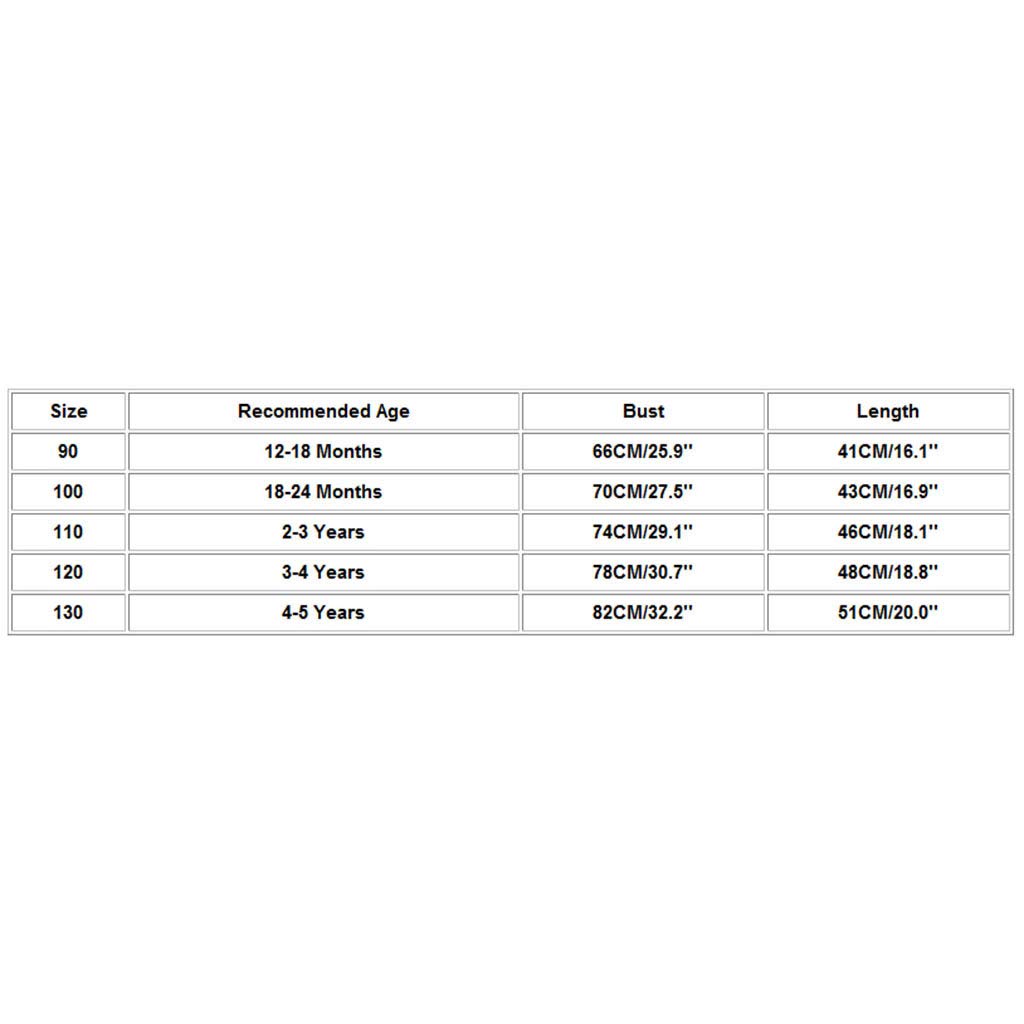 Size Recommended Age Bust Length
90 12-18 Months 66CM/25.9'' 41CM/16.1''
100 18-24 Months 70CM/27.5'' 43CM/16.9''
110 2-3 Years 74CM/29.1'' 46CM/18.1''
120 3-4 Years 78CM/30.7'' 48CM/18.8''
130 4-5 Years 82CM/32.2'' 51CM/20.0''